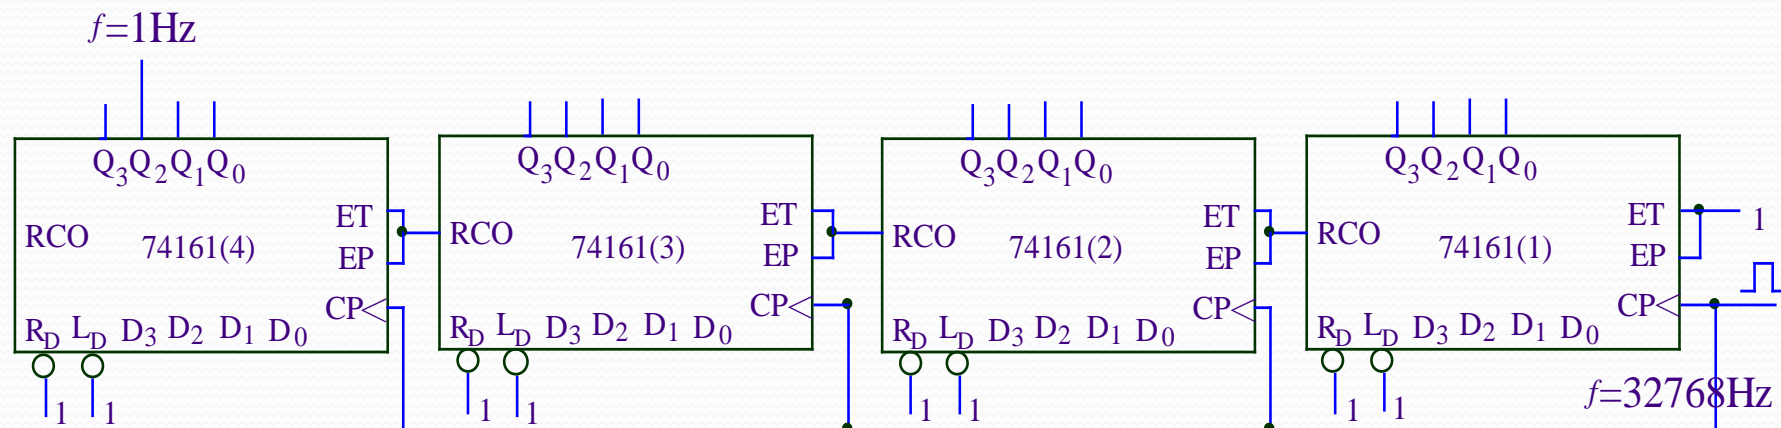 f=1Hz
Q3Q2Q1Q0 Q3Q2Q1Q0 Q3Q2Q1Q0 Q3Q2Q1Q0
ET ET ET ET 1
RCO 74161(4) RCO 74161(3) RCO 74161(2) RCO 74161(1)
EP EP EP EP
CP CP CP CP
RD LD D3 D2 D1 D0 RD LD D3 D2 D1 D0 RD LD D3 D2 D1 D0 RD LD D3 D2 D1 D0
f=32768Hz
1 1 1 1 1 1 1 1